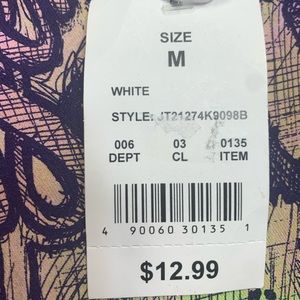 SIZE
M
WHITE
STYLE: JT21274K9098B
006 03 0135
DEPT CL ITEM
4 90060 30135 1
$12.99